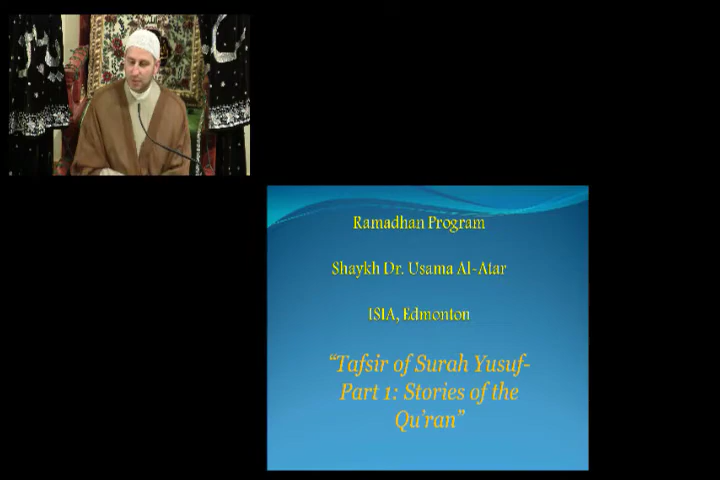 Ramadhan Program
Shaykh Dr. Usama Al-Atar
ISIA, Edmonton
"Tafsir of Surah Yusuf-
Part 1: Stories of the
Qu'ran"